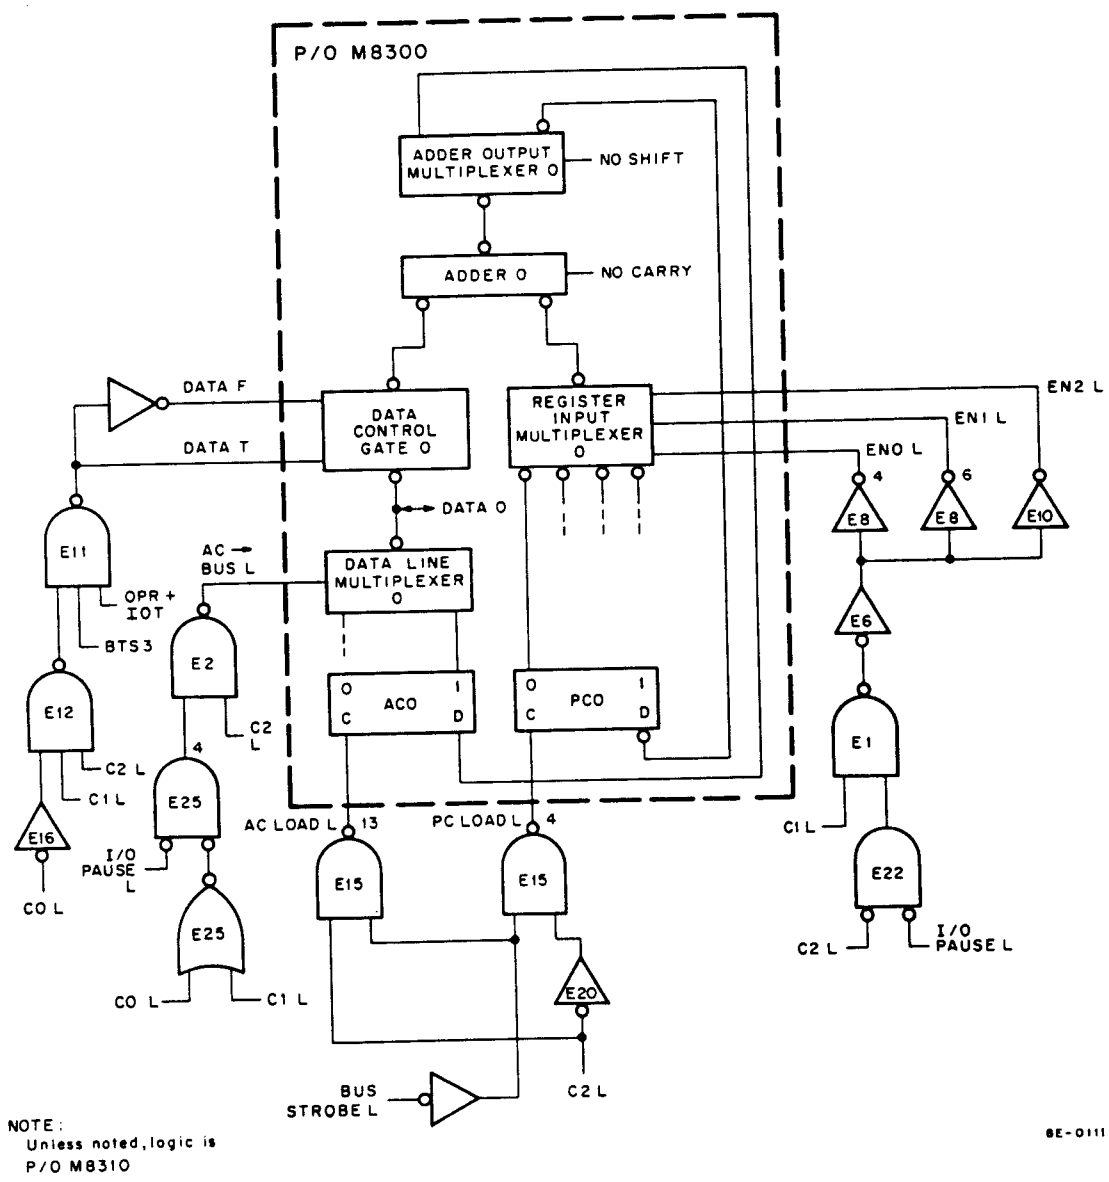 P/O M8300
ADDER OUTPUT
MULTIPLEXER 0
NO SHIFT
ADDER 0
NO CARRY
DATA F
DATA T
DATA
CONTROL
GATE 0
REGISTER
INPUT
MULTIPLEXER
0
EN2 L
EN1 L
EN0 L
4
6
E8
E8
E10
DATA 0
E11
AC →
BUS L
DATA LINE
MULTIPLEXER
0
OPR +
IOT
BTS3
E6
E2
E12
0
1
C
D
AC0
0
1
C
D
PC0
C2
L
E1
4
C2 L
C1 L
E25
E16
I/O
PAUSE
L
AC LOAD L
13
PC LOAD L
4
C1 L
E15
E15
E22
C0 L
E25
C2 L
I/O
PAUSE L
C0 L
C1 L
E20
BUS
STROBE L
C2 L
NOTE:
Unless noted, logic is
P/O M8310
8E-0111